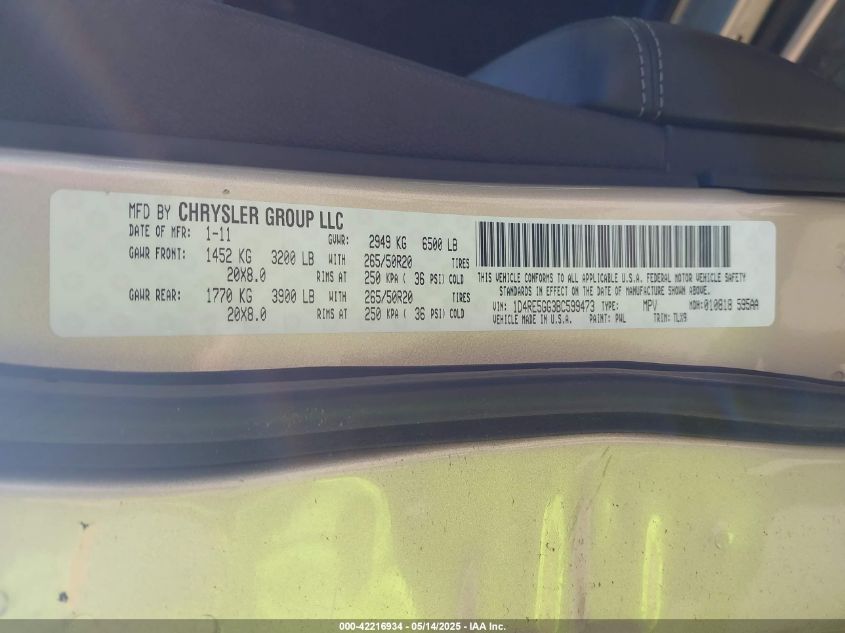 MFD BY CHRYSLER GROUP LLC
DATE OF MFR: 1-11 GVWR: 2949 KG 6500 LB
GAWR FRONT: 1452 KG 3200 LB WITH 265/50R20 TIRES
20X8.0 RIMS AT 250 KPA ( 36 PSI) COLD
GAWR REAR: 1770 KG 3900 LB WITH 265/50R20 TIRES
20X8.0 RIMS AT 250 KPA ( 36 PSI) COLD
THIS VEHICLE CONFORMS TO ALL APPLICABLE U.S.A. FEDERAL MOTOR VEHICLE SAFETY
STANDARDS IN EFFECT ON THE DATE OF MANUFACTURE SHOWN ABOVE.
VIN: 1D4RE5GG3BC599473 TYPE: MPV MDH: 010818 595AA
VEHICLE MADE IN U.S.A. PAINT: PWL TRIM: TLX9
000-42216934 - 05/14/2025 - IAA Inc.